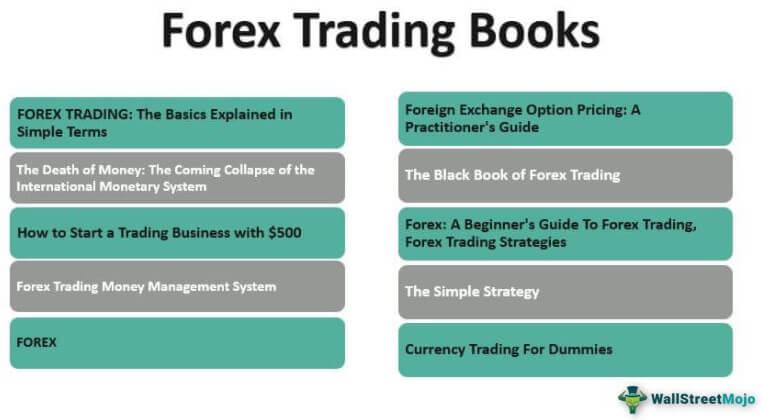 Forex Trading Books
FOREX TRADING: The Basics Explained in
Simple Terms
The Death of Money: The Coming Collapse of the
International Monetary System
How to Start a Trading Business with $500
Forex Trading Money Management System
FOREX
Foreign Exchange Option Pricing: A
Practitioner's Guide
The Black Book of Forex Trading
Forex: A Beginner's Guide To Forex Trading,
Forex Trading Strategies
The Simple Strategy
Currency Trading For Dummies
WallStreetMojo